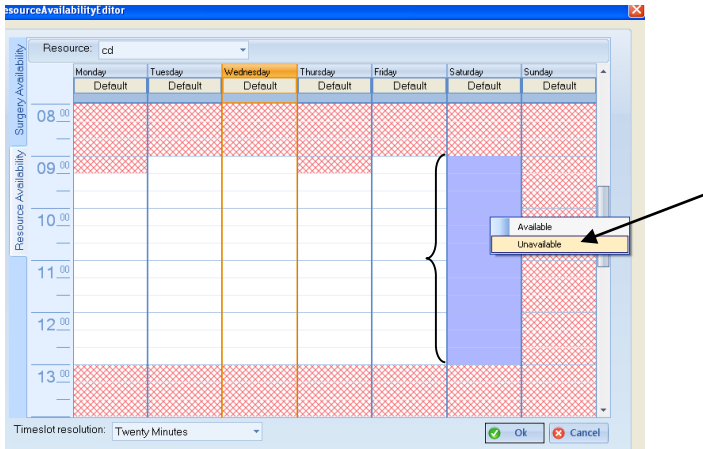 esourceAvailabilityEditor
Surgery Availability
Resource Availability
Resource: cd
Monday Tuesday Wednesday Thursday Friday Saturday Sunday
Default Default Default Default Default Default Default
08 00
09 00
10 00
Available
Unavailable
11 00
12 00
13 00
Timeslot resolution: Twenty Minutes
Ok Cancel